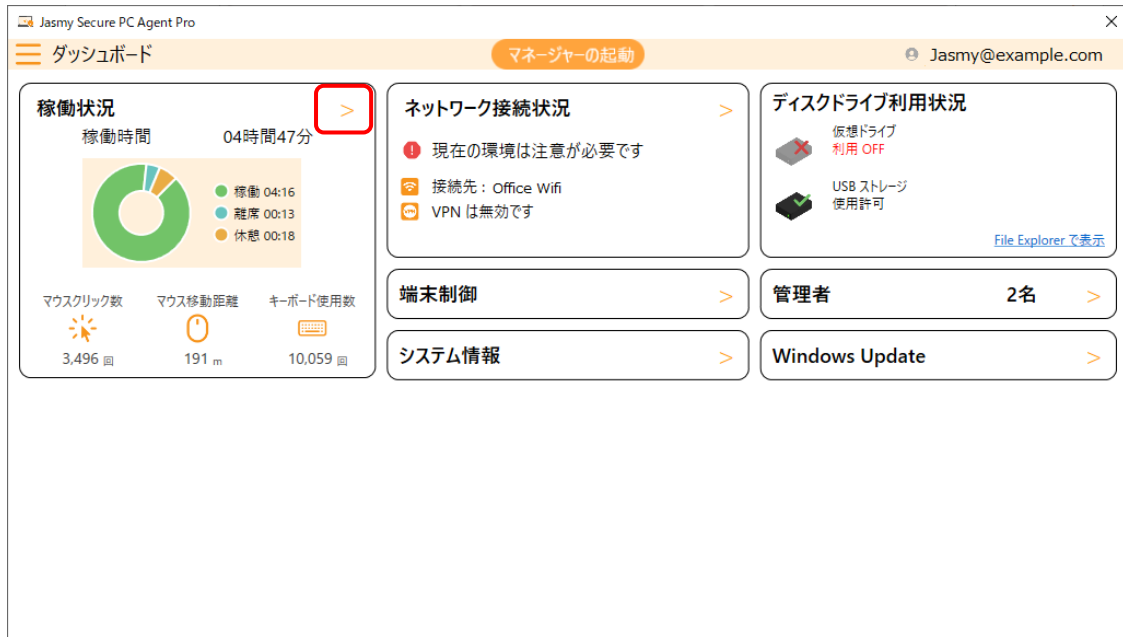 Jasmy Secure PC Agent Pro
ダッシュボード
マネージャーの起動
Jasmy@example.com
稼働状況 >
稼働時間 04時間47分
稼働 04:16
離席 00:13
休憩 00:18
マウスクリック数 マウス移動距離 キーボード使用数
3,496 回 191 m 10,059 回
ネットワーク接続状況 >
現在の環境は注意が必要です
接続先： Office Wifi
VPN は無効です
ディスクドライブ利用状況
仮想ドライブ
利用 OFF
USB ストレージ
使用許可
File Explorer で表示
端末制御 >
管理者 2名 >
システム情報 >
Windows Update >